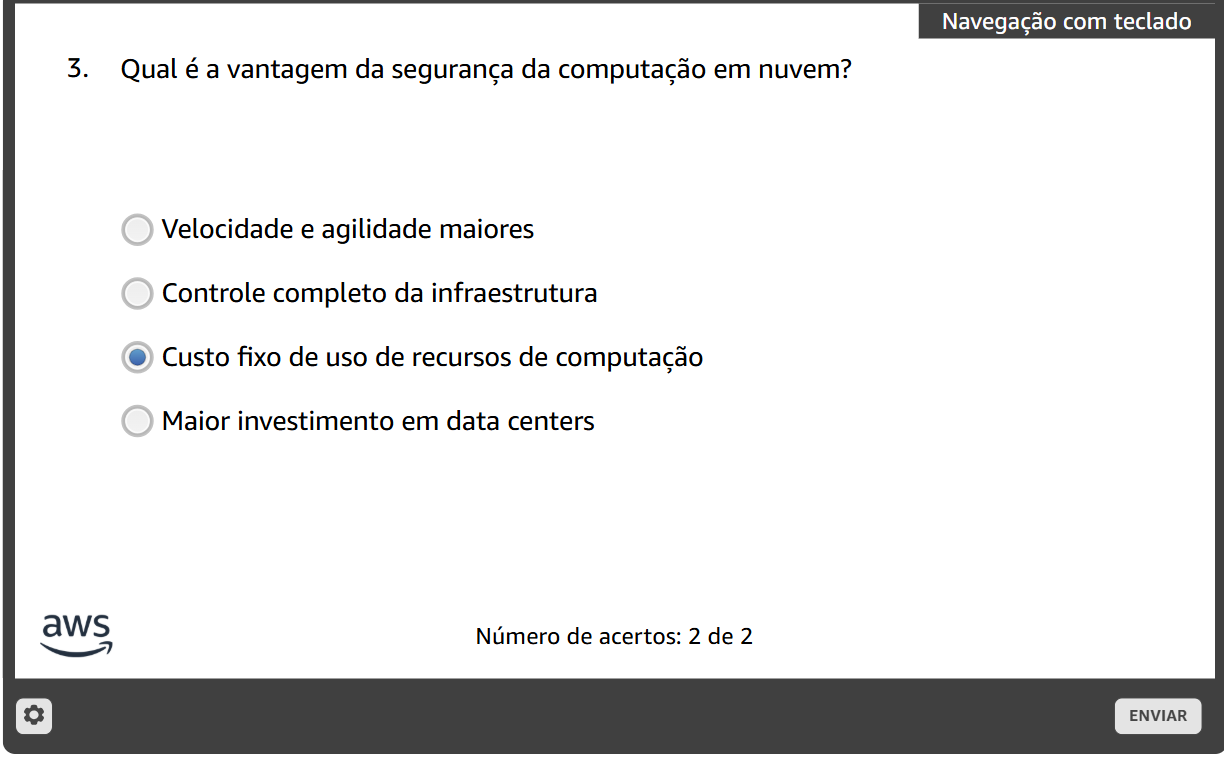 Navegação com teclado
3. Qual é a vantagem da segurança da computação em nuvem?
Velocidade e agilidade maiores
Controle completo da infraestrutura
Custo fixo de uso de recursos de computação
Maior investimento em data centers
aws
Número de acertos: 2 de 2
ENVIAR